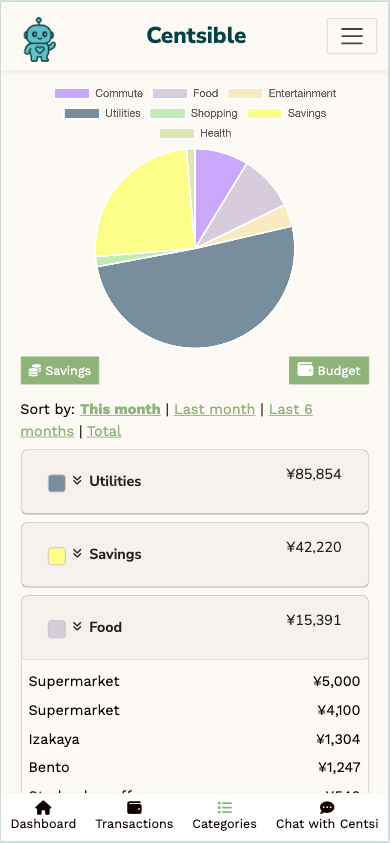 Centsible
Commute Food Entertainment
Utilities Shopping Savings
Health
Savings Budget
Sort by: This month | Last month | Last 6
months | Total
Utilities ¥85,854
Savings ¥42,220
Food ¥15,391
Supermarket ¥5,000
Supermarket ¥4,100
Izakaya ¥1,304
Bento ¥1,247
Dashboard Transactions Categories Chat with Centsi